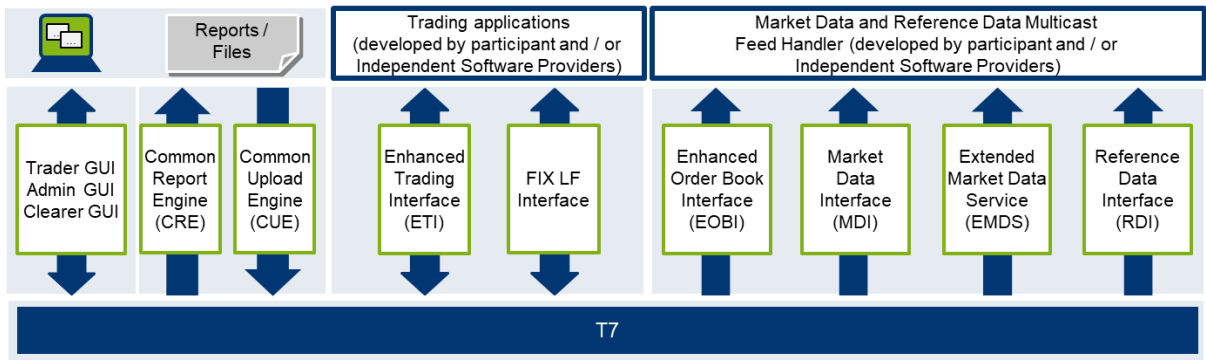 ...
...
Reports /
Files
Trading applications
(developed by participant and / or
Independent Software Providers)
Market Data and Reference Data Multicast
Feed Handler (developed by participant and / or
Independent Software Providers)
Trader GUI
Admin GUI
Clearer GUI
Common
Report
Engine
(CRE)
Common
Upload
Engine
(CUE)
Enhanced
Trading
Interface
(ETI)
FIX LF
Interface
Enhanced
Order Book
Interface
(EOBI)
Market
Data
Interface
(MDI)
Extended
Market Data
Service
(EMDS)
Reference
Data
Interface
(RDI)
T7